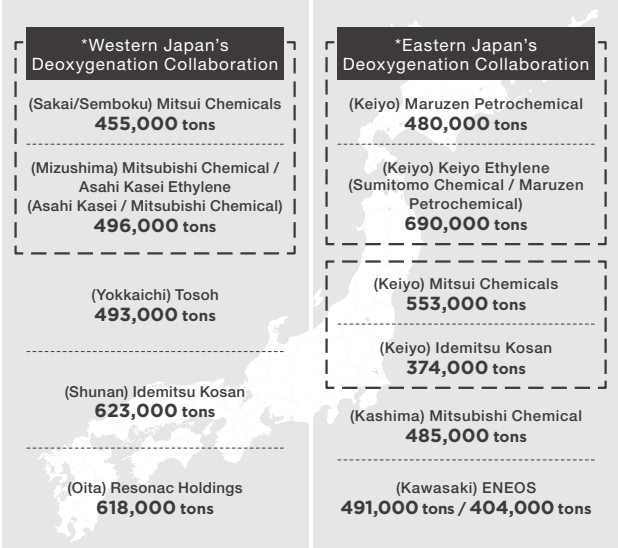 *Western Japan's
Deoxygenation Collaboration
(Sakai/Semboku) Mitsui Chemicals
455,000 tons
(Mizushima) Mitsubishi Chemical /
Asahi Kasei Ethylene
(Asahi Kasei / Mitsubishi Chemical)
496,000 tons
(Yokkaichi) Tosoh
493,000 tons
(Shunan) Idemitsu Kosan
623,000 tons
(Oita) Resonac Holdings
618,000 tons
*Eastern Japan's
Deoxygenation Collaboration
(Keiyo) Maruzen Petrochemical
480,000 tons
(Keiyo) Keiyo Ethylene
(Sumitomo Chemical / Maruzen
Petrochemical)
690,000 tons
(Keiyo) Mitsui Chemicals
553,000 tons
(Keiyo) Idemitsu Kosan
374,000 tons
(Kashima) Mitsubishi Chemical
485,000 tons
(Kawasaki) ENEOS
491,000 tons / 404,000 tons